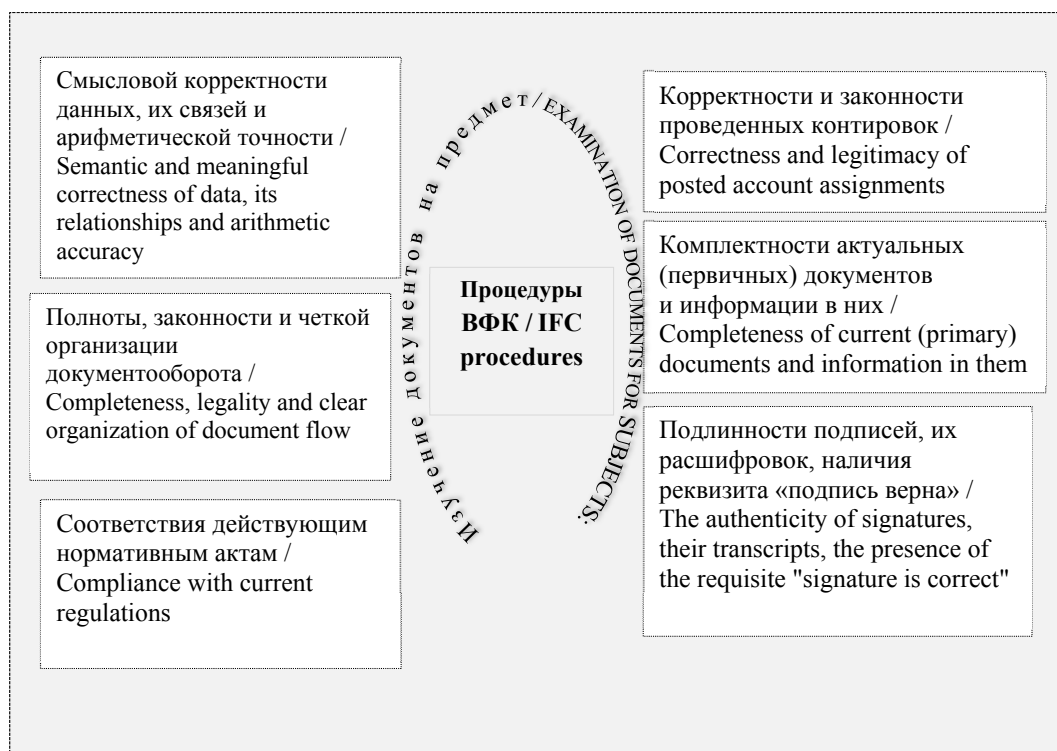 Смысловой корректности
данных, их связей и
арифметической точности /
Semantic and meaningful
correctness of data, its
relationships and arithmetic
accuracy
Полноты, законности и четкой
организации
документооборота /
Completeness, legality and clear
organization of document flow
Соответствия действующим
нормативным актам /
Compliance with current
regulations
Изучение документов на предмет/EXAMINATION OF DOCUMENTS FOR SUBJECTS:
Процедуры
ВФК / IFC
procedures
Корректности и законности
проведенных контировок /
Correctness and legitimacy of
posted account assignments
Комплектности актуальных
(первичных) документов
и информации в них /
Completeness of current (primary)
documents and information in them
Подлинности подписей, их
расшифровок, наличия
реквизита «подпись верна» /
The authenticity of signatures,
their transcripts, the presence of
the requisite "signature is correct"